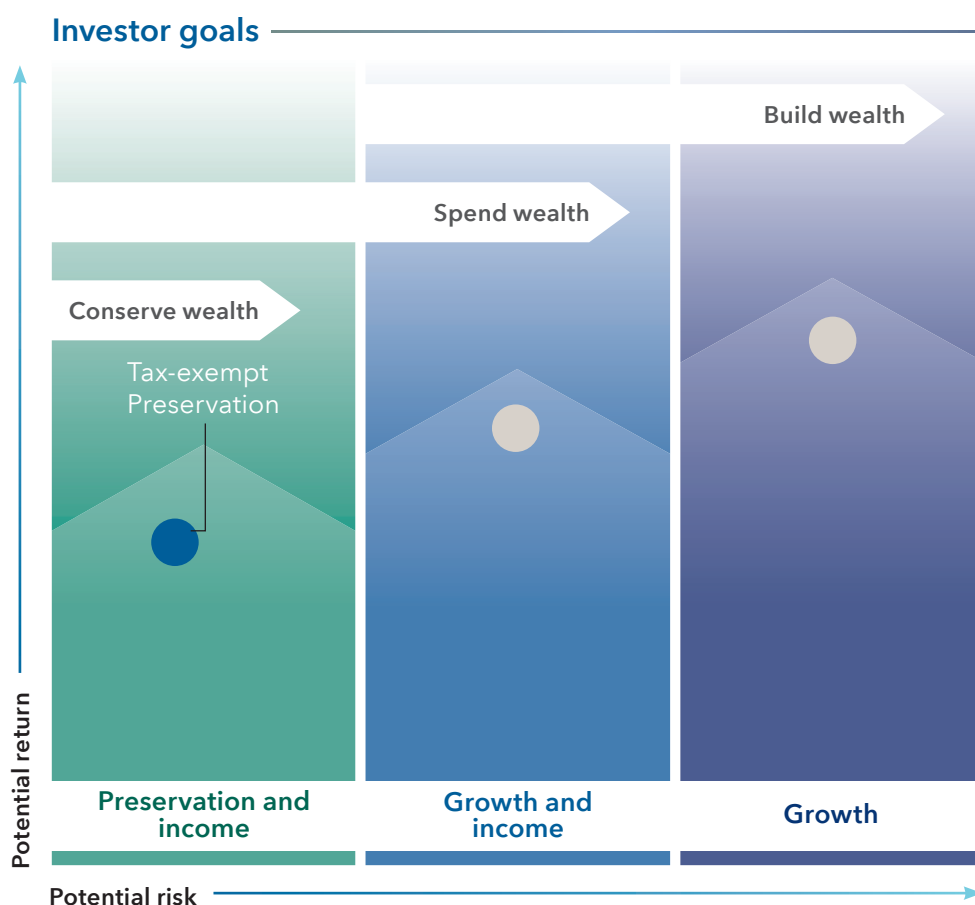 Investor goals
Build wealth
Spend wealth
Conserve wealth
Tax-exempt
Preservation
Potential return
Preservation and
income
Growth and
income
Growth
Potential risk